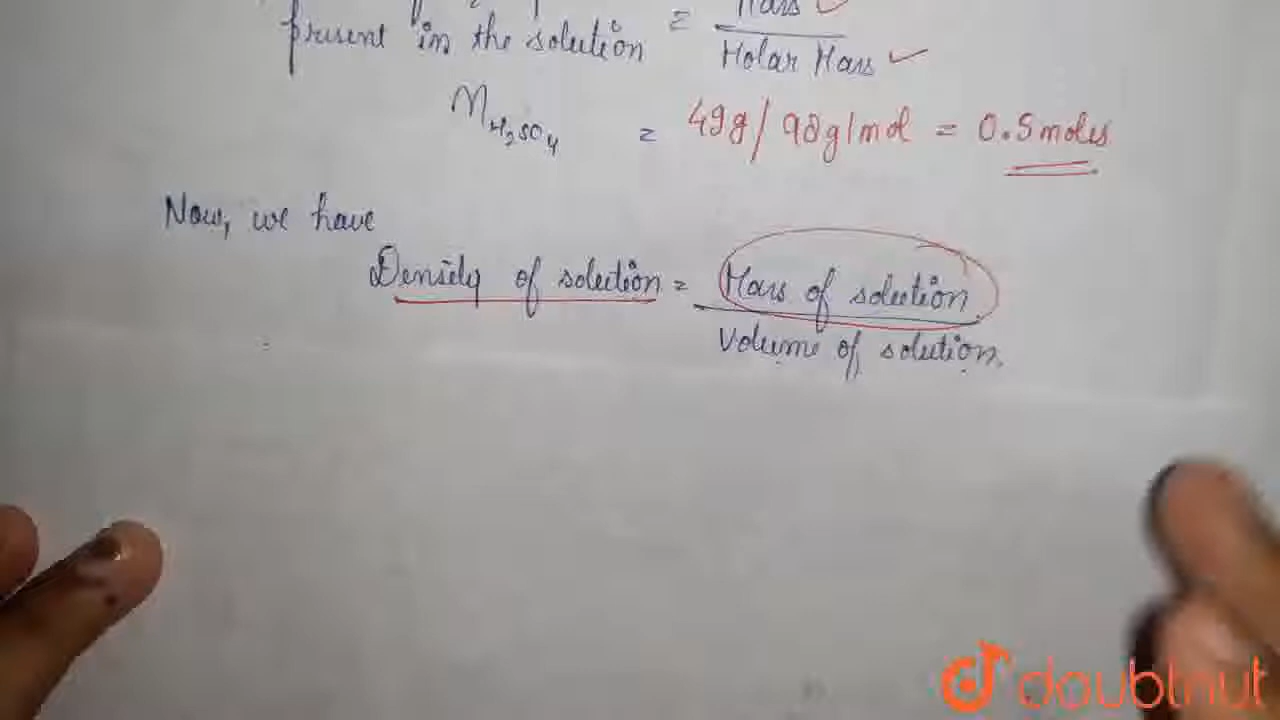 Mass
present in the solution = Molar Mass
nH2SO4 = 49g/98g/mol = 0.5 moles
Now, we have
Density of solution = Mass of solution
Volume of solution.
doubtnut